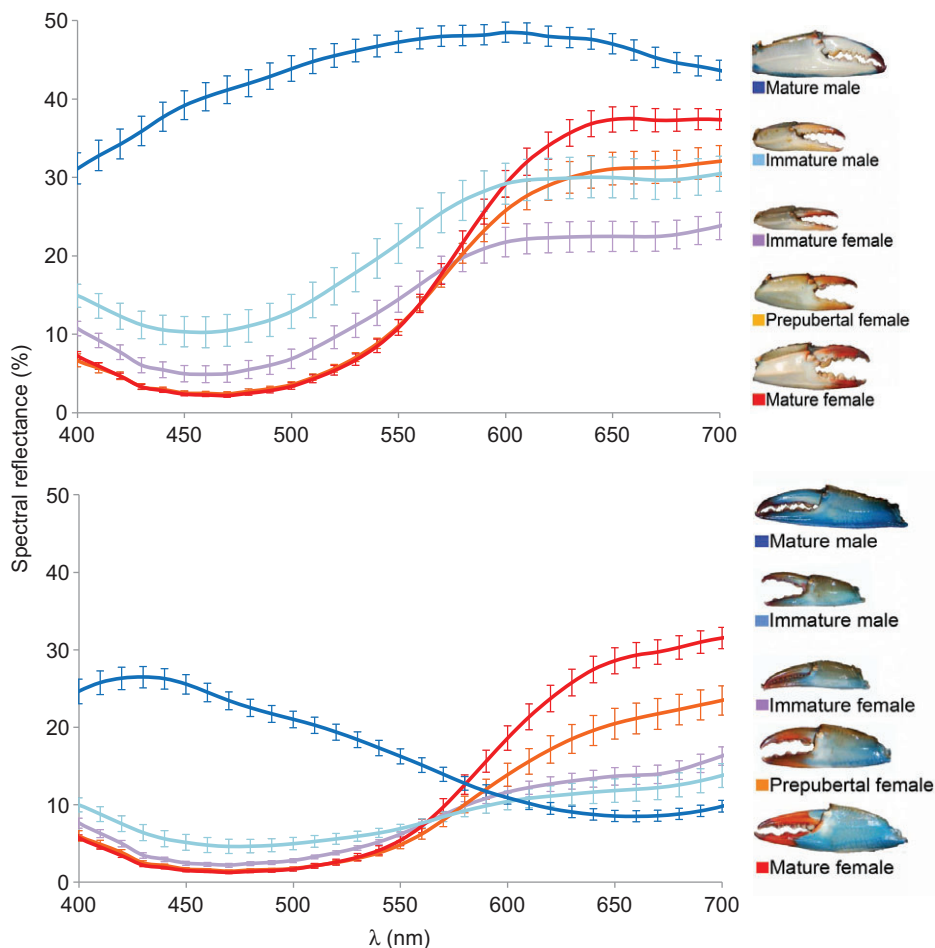 50
40
30
20
10
0
400 450 500 550 600 650 700
Mature male
Immature male
Immature female
Prepubertal female
Mature female
Spectral reflectance (%)
50
40
30
20
10
0
400 450 500 550 600 650 700
λ (nm)
Mature male
Immature male
Immature female
Prepubertal female
Mature female